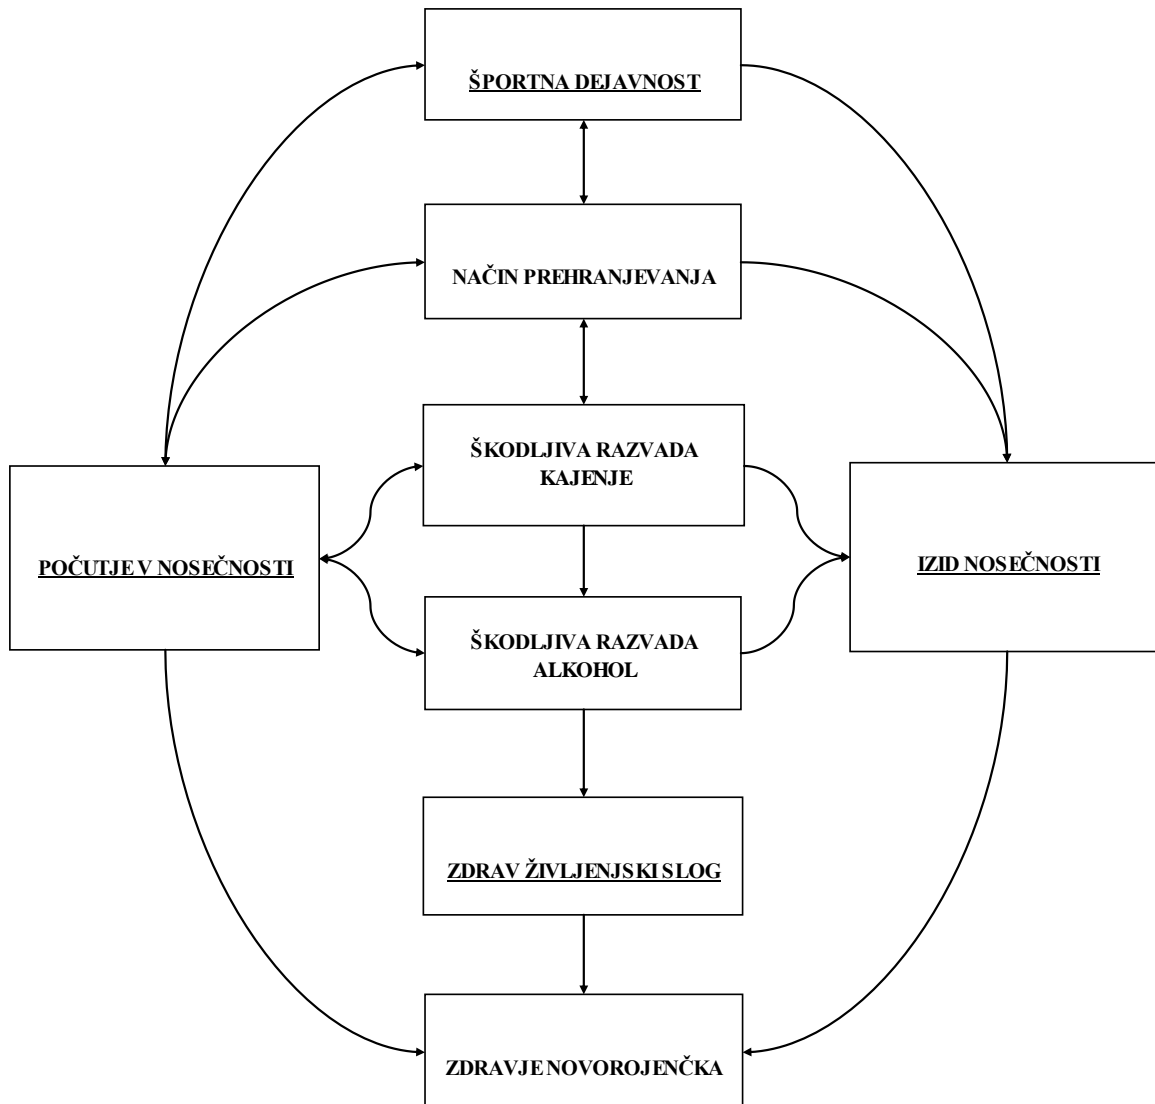 ŠPORTNA DEJAVNOST
NAČIN PREHRANJEVANJA
ŠKODLJIVA RAZVADA
KAJENJE
POČUTJE V NOSEČNOSTI
IZID NOSEČNOSTI
ŠKODLJIVA RAZVADA
ALKOHOL
ZDRAV ŽIVLJENJSKI SLOG
ZDRAVJE NOVOROJENČKA